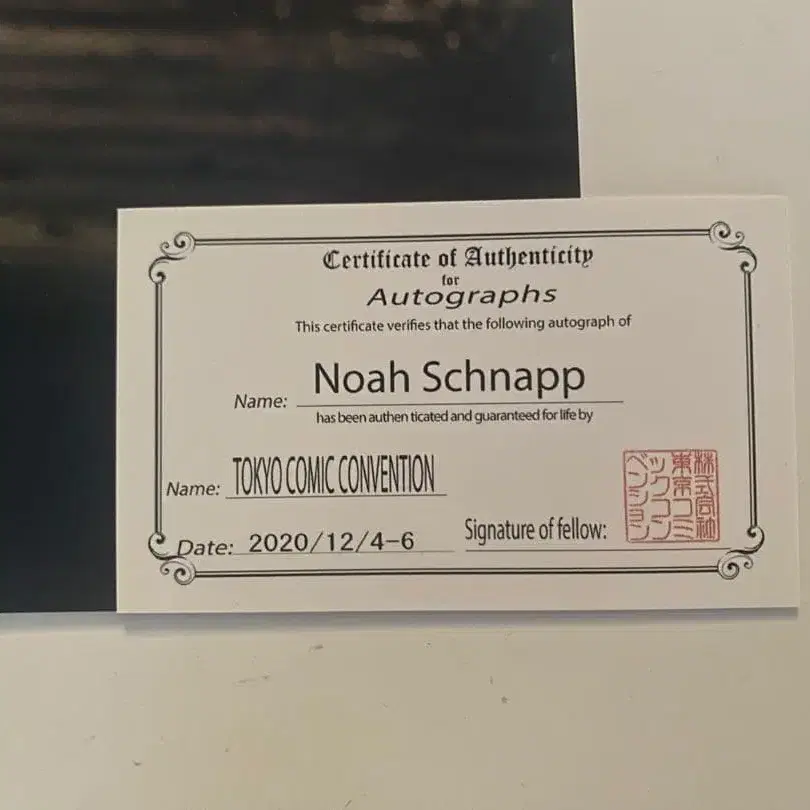 Certificate of Authenticity
for
Autographs
This certificate verifies that the following autograph of
Name: Noah Schnapp
has been authen ticated and guaranteed for life by
Name: TOKYO COMIC CONVENTION
Date: 2020/12/4-6
Signature of fellow:
株式会社
東京コミ
ックコン
ベンション